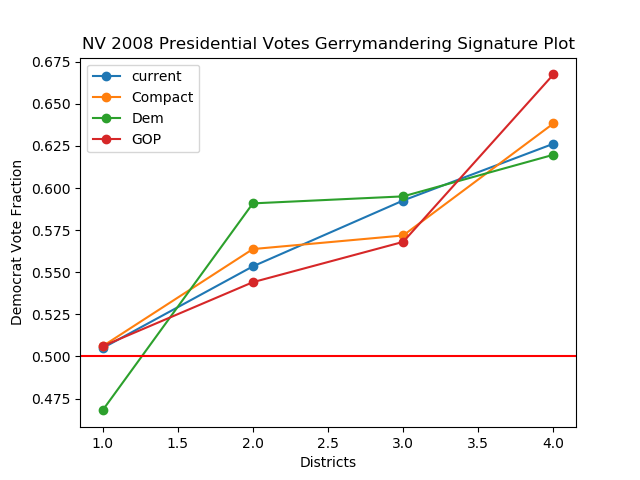 NV 2008 Presidential Votes Gerrymandering Signature Plot
current
Compact
Dem
GOP
Democrat Vote Fraction
0.675
0.650
0.625
0.600
0.575
0.550
0.525
0.500
0.475
1.0 1.5 2.0 2.5 3.0 3.5 4.0
Districts